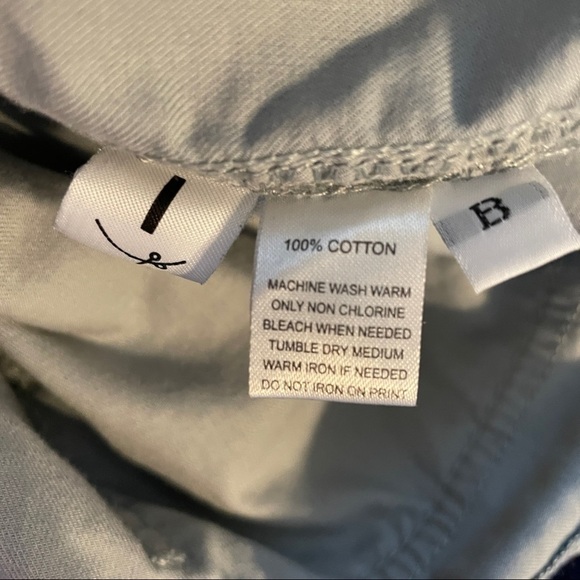 100% COTTON
MACHINE WASH WARM
ONLY NON CHLORINE
BLEACH WHEN NEEDED
TUMBLE DRY MEDIUM
WARM IRON IF NEEDED
DO NOT IRON ON PRINT
B